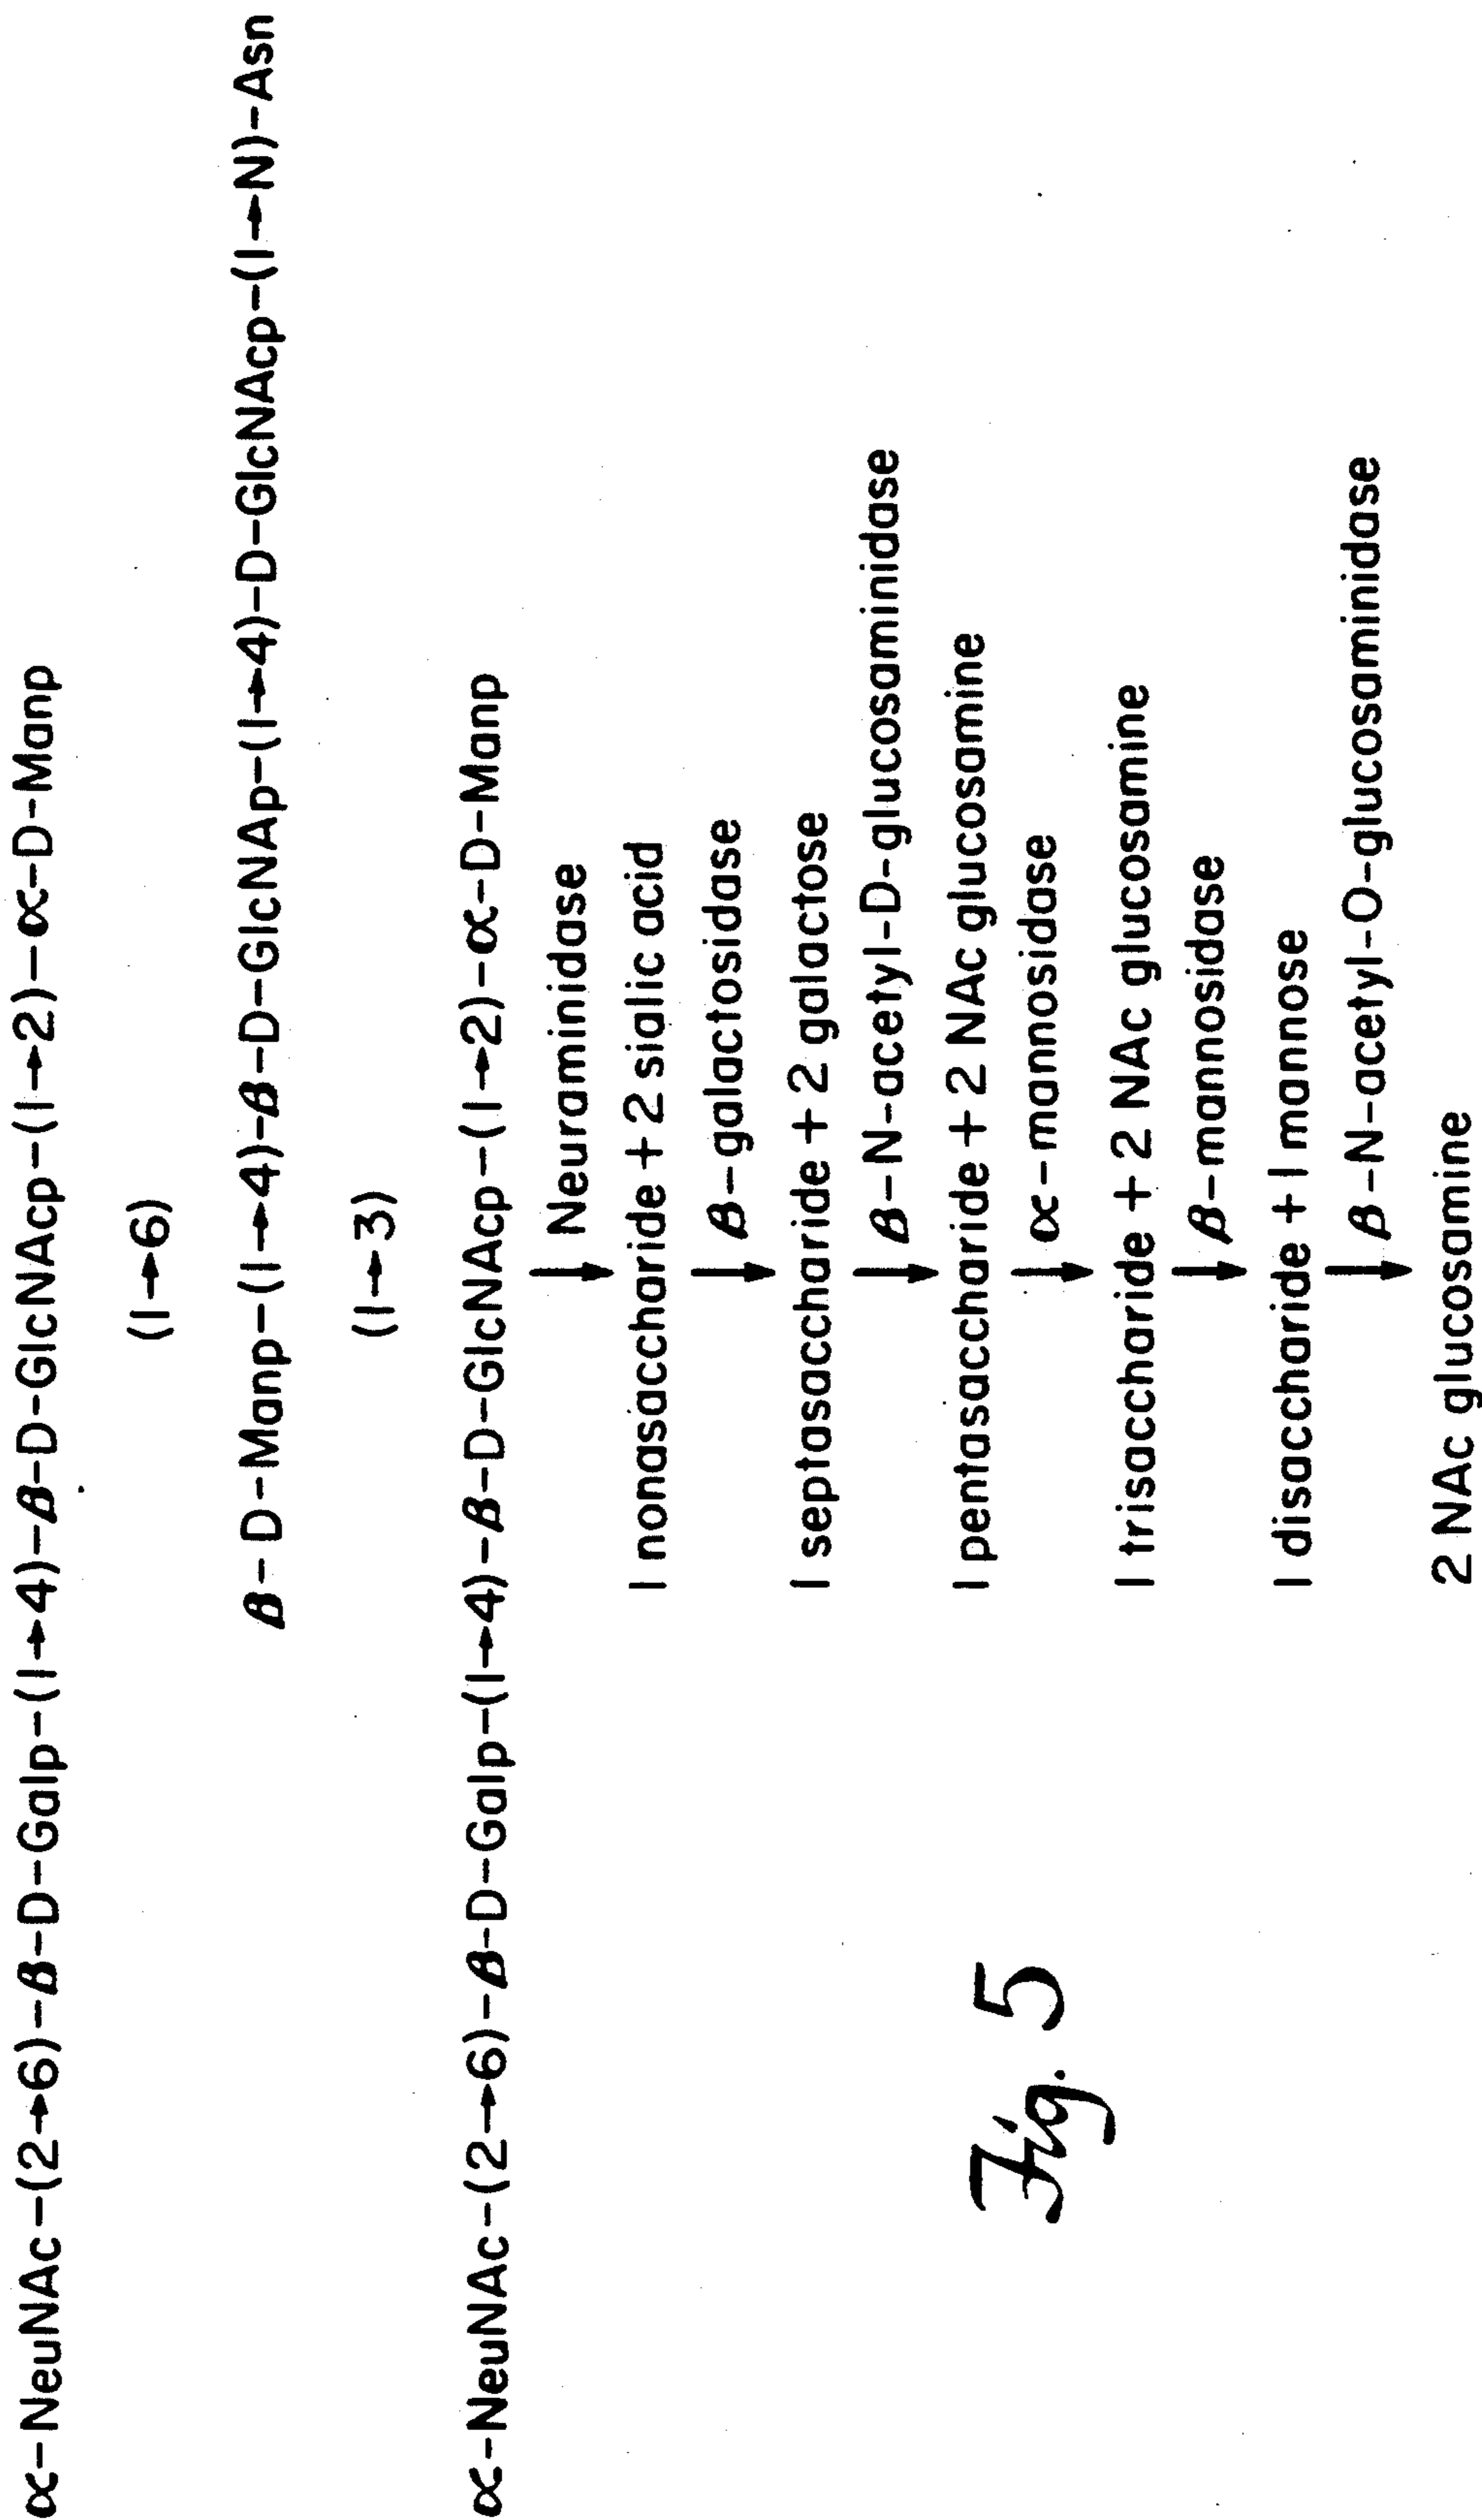 α-NeuNAc-(2→6)-β-D-Galp-(1→4)-β-D-GlcNAcp-(1→2)-α-D-Manp
(1→6)
β-D-Manp-(1→4)-β-D-GlcNAp-(1→4)-D-GlcNAcp-(1→N)-Asn
(1→3)
α-NeuNAc-(2→6)-β-D-Galp-(1→4)-β-D-GlcNAcp-(1→2)-α-D-Manp
↓ Neuraminidase
1 nonasaccharide + 2 sialic acid
↓ β-galactosidase
1 septasaccharide + 2 galactose
↓ β-N-acetyl-D-glucosaminidase
1 pentasaccharide + 2 NAc glucosamine
↓ α-mannosidase
1 trisaccharide + 2 NAc glucosamine
↓ β-mannosidase
1 disaccharide + 1 mannose
↓ β-N-acetyl-O-glucosaminidase
2 NAc glucosamine
Fig. 5